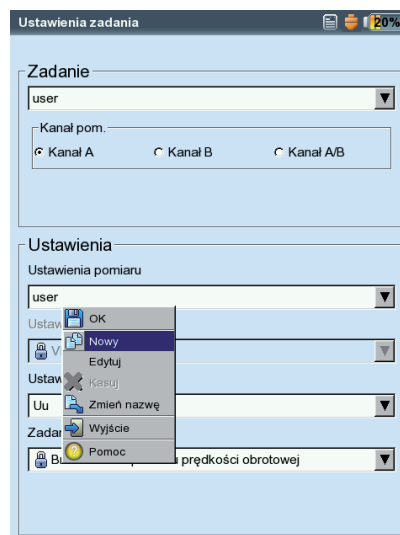 Ustawienia zadania 20%
Zadanie
user
Kanał pom.
Kanał A Kanał B Kanał A/B
Ustawienia
Ustawienia pomiaru
user
OK
Nowy
Edytuj
Kasuj
Zmień nazwę
Uu
Wyjście
Pomoc
prędkości obrotowej